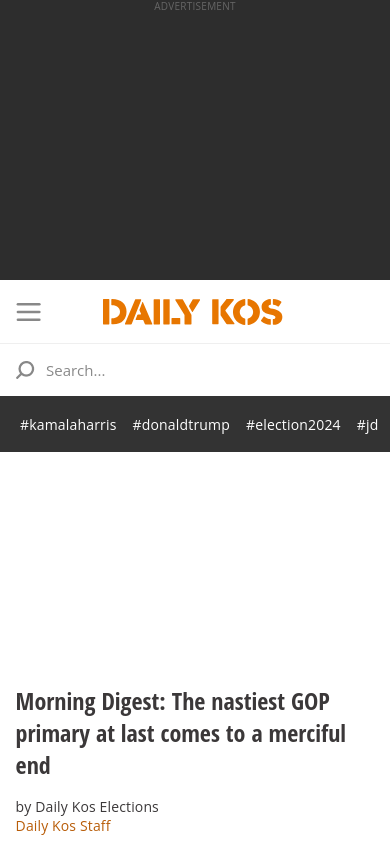 ADVERTISEMENT
DAILY KOS
Search...
#kamalaharris #donaldtrump #election2024 #jd
Morning Digest: The nastiest GOP
primary at last comes to a merciful
end
by Daily Kos Elections
Daily Kos Staff